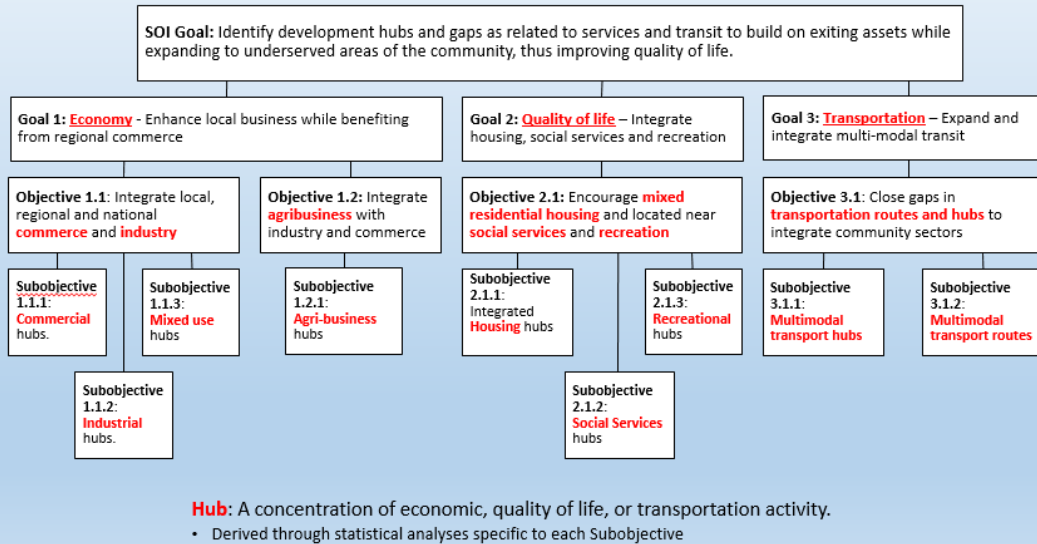 SOI Goal: Identify development hubs and gaps as related to services and transit to build on exiting assets while
expanding to underserved areas of the community, thus improving quality of life.
Goal 1: Economy - Enhance local business while benefiting
from regional commerce
Goal 2: Quality of life – Integrate
housing, social services and recreation
Goal 3: Transportation – Expand and
integrate multi-modal transit
Objective 1.1: Integrate local,
regional and national
commerce and industry
Objective 1.2: Integrate
agribusiness with
industry and commerce
Objective 2.1: Encourage mixed
residential housing and located near
social services and recreation
Objective 3.1: Close gaps in
transportation routes and hubs to
integrate community sectors
Subobjective
1.1.1:
Commercial
hubs.
Subobjective
1.1.3:
Mixed use
hubs
Subobjective
1.2.1:
Agri-business
hubs
Subobjective
2.1.1:
Integrated
Housing hubs
Subobjective
2.1.3:
Recreational
hubs
Subobjective
3.1.1:
Multimodal
transport hubs
Subobjective
3.1.2:
Multimodal
transport routes
Subobjective
1.1.2:
Industrial
hubs.
Subobjective
2.1.2:
Social Services
hubs
Hub: A concentration of economic, quality of life, or transportation activity.
• Derived through statistical analyses specific to each Subobjective